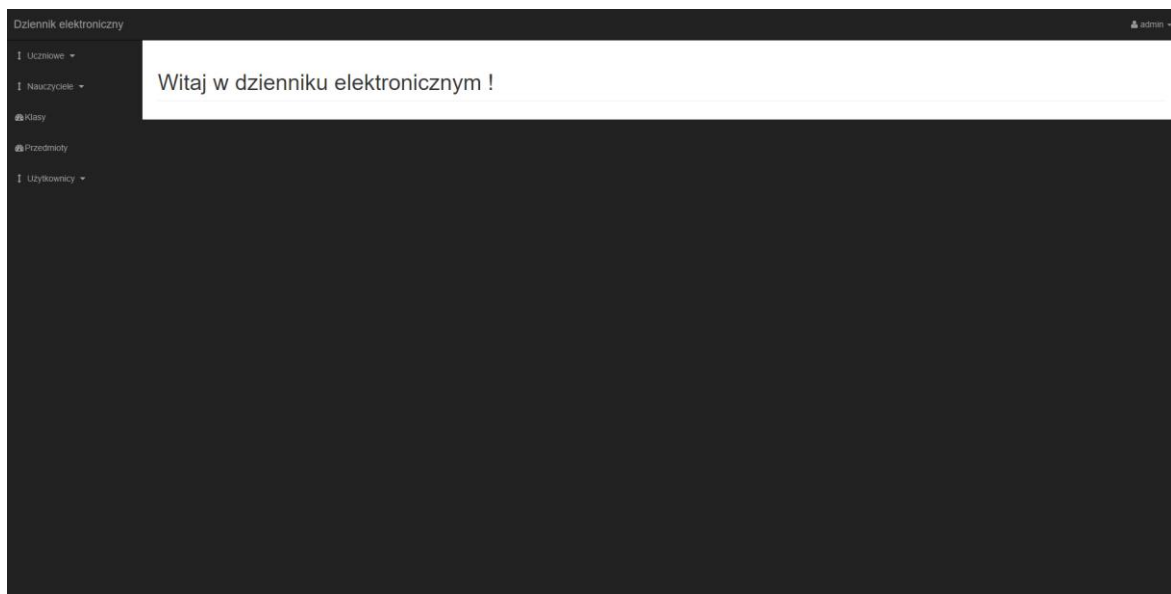 Dziennik elektroniczny
admin
Uczniowie
Nauczyciele
Klasy
Przedmioty
Użytkownicy
Witaj w dzienniku elektronicznym !